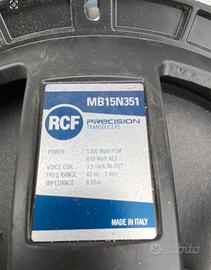 MB15N351
RCF
PRECISION
TRANSDUCERS
POWER 1300 Watt PGM
650 Watt AES
VOICE COIL 3.5 inch IN-OUT
FREQ RANGE 40 Hz - 3 KHz
IMPEDANCE 8 Ohm
MADE IN ITALY
subito